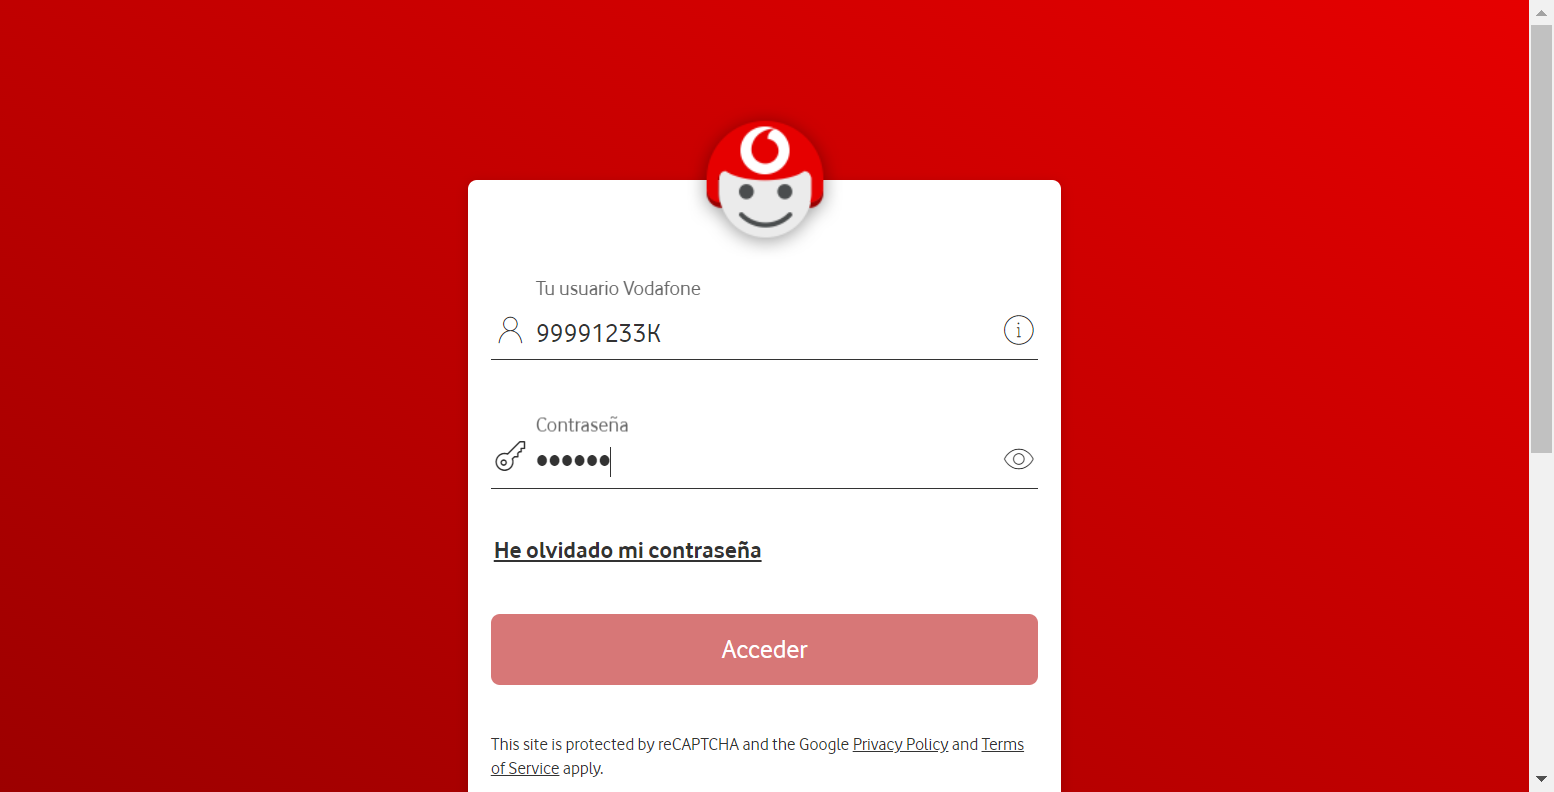 Tu usuario Vodafone
99991233K
Contraseña
••••••
He olvidado mi contraseña
Acceder
This site is protected by reCAPTCHA and the Google Privacy Policy and Terms
of Service apply.